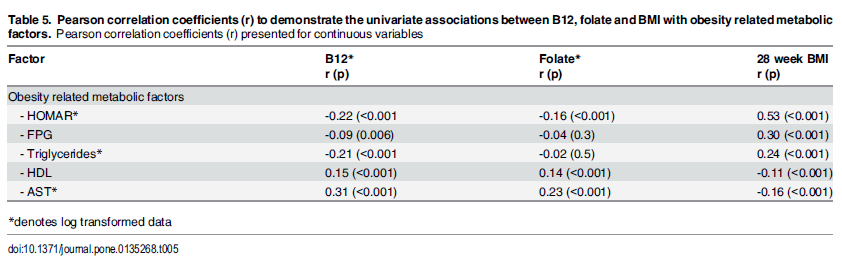 Table 5. Pearson correlation coefficients (r) to demonstrate the univariate associations between B12, folate and BMI with obesity related metabolic
factors. Pearson correlation coefficients (r) presented for continuous variables
Factor B12* Folate* 28 week BMI
r (p) r (p) r (p)
Obesity related metabolic factors
- HOMAR* -0.22 (<0.001 -0.16 (<0.001) 0.53 (<0.001)
- FPG -0.09 (0.006) -0.04 (0.3) 0.30 (<0.001)
- Triglycerides* -0.21 (<0.001 -0.02 (0.5) 0.24 (<0.001)
- HDL 0.15 (<0.001) 0.14 (<0.001) -0.11 (<0.001)
- AST* 0.31 (<0.001) 0.23 (<0.001) -0.16 (<0.001)
*denotes log transformed data
doi:10.1371/journal.pone.0135268.t005